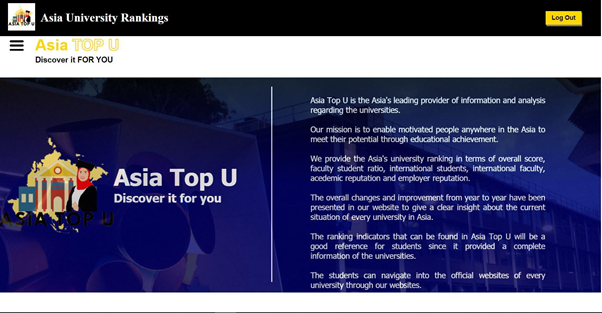 ASIA TOP U
Asia University Rankings
Log Out
Asia TOP U
Discover it FOR YOU
ASIA TOP U
Asia Top U
Discover it for you
Asia Top U is the Asia's leading provider of information and analysis
regarding the universities.
Our mission is to enable motivated people anywhere in the Asia to
meet their potential through educational achievement.
We provide the Asia's university ranking in terms of overall score,
faculty student ratio, international students, international faculty,
acedemic reputation and employer reputation.
The overall changes and improvement from year to year have been
presented in our website to give a clear insight about the current
situation of every university in Asia.
The ranking indicators that can be found in Asia Top U will be a
good reference for students since it provided a complete
information of the universities.
The students can navigate into the official websites of every
university through our websites.